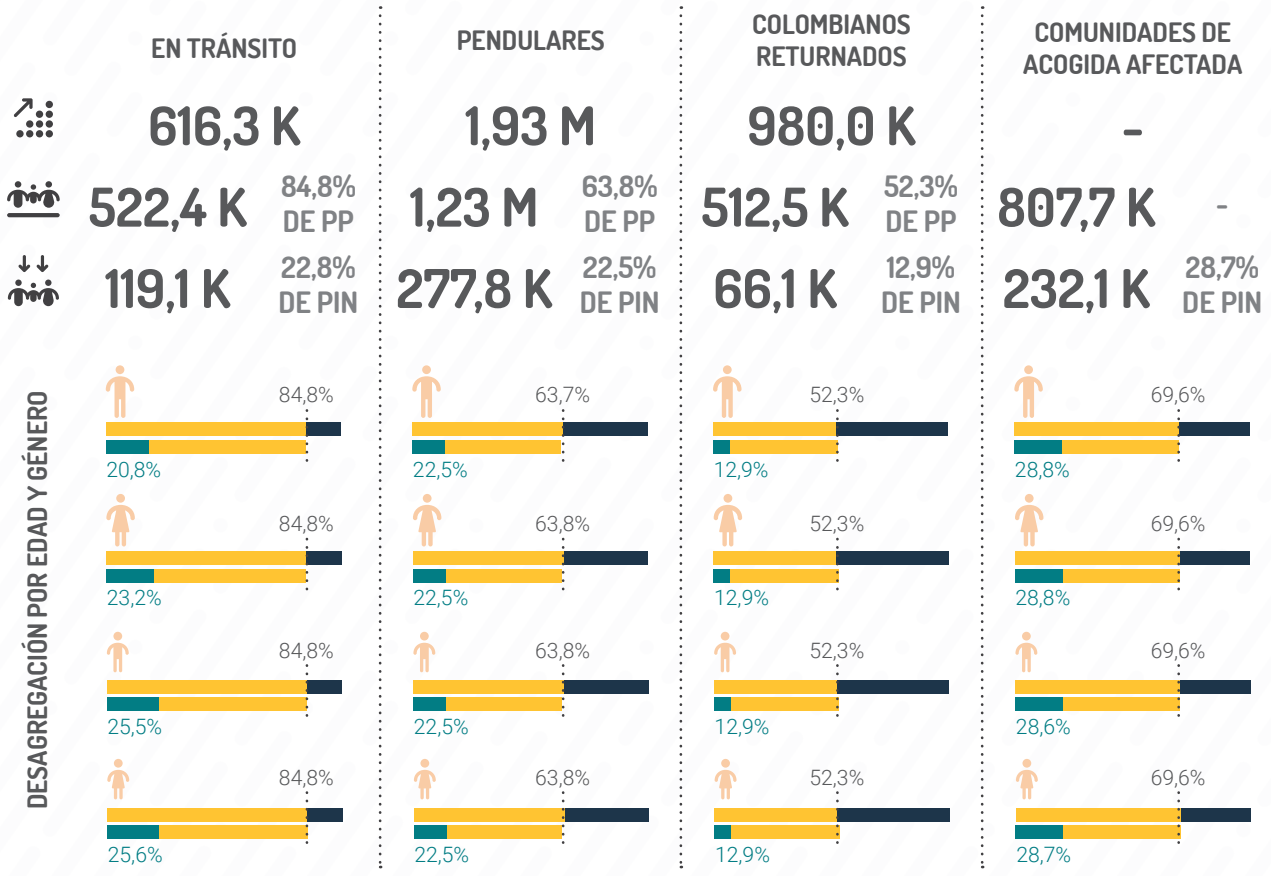 EN TRÁNSITO
616,3 K
522,4 K
84,8%
DE PP
119,1 K
22,8%
DE PIN
PENDULARES
1,93 M
1,23 M
63,8%
DE PP
277,8 K
22,5%
DE PIN
COLOMBIANOS
RETURNADOS
980,0 K
512,5 K
52,3%
DE PP
66,1 K
12,9%
DE PIN
COMUNIDADES DE
ACOGIDA AFECTADA
-
807,7 K
-
232,1 K
28,7%
DE PIN
DESAGREGACIÓN POR EDAD Y GÉNERO
84,8%
20,8%
63,7%
22,5%
52,3%
12,9%
69,6%
28,8%
84,8%
23,2%
63,8%
22,5%
52,3%
12,9%
69,6%
28,8%
84,8%
25,5%
63,8%
22,5%
52,3%
12,9%
69,6%
28,6%
84,8%
25,6%
63,8%
22,5%
52,3%
12,9%
69,6%
28,7%